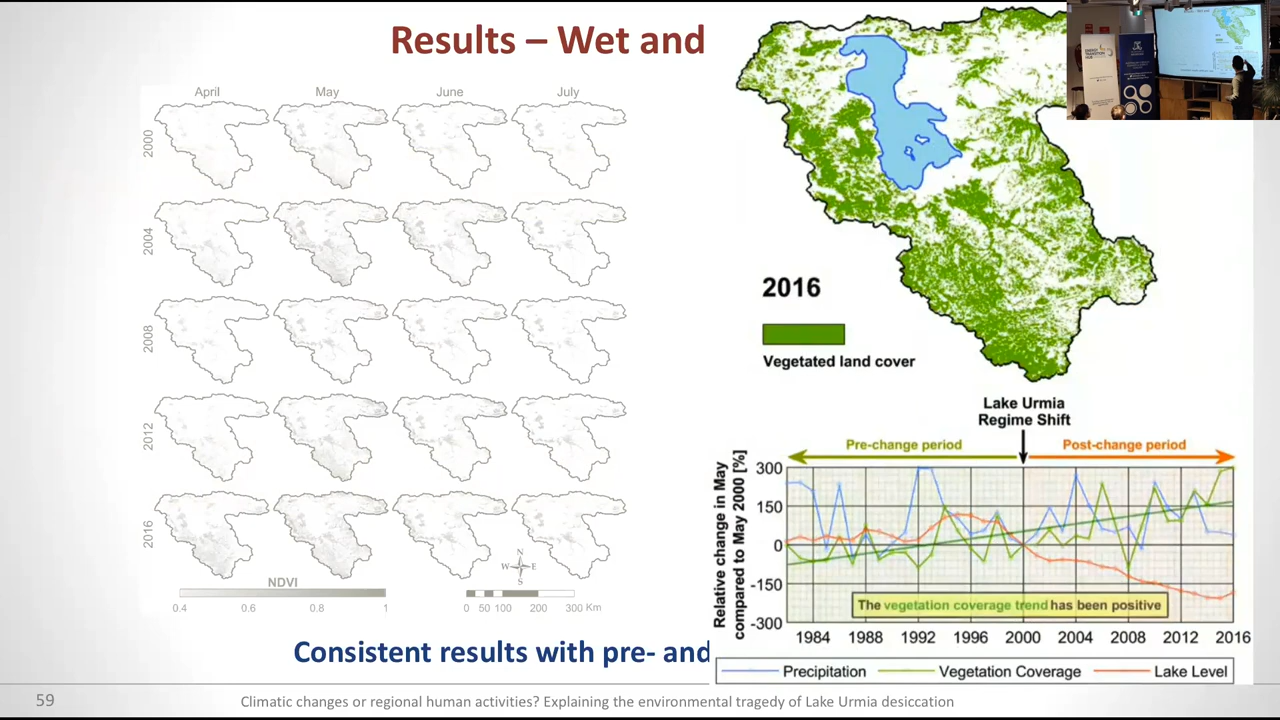 Results – Wet and
April May June July
2000
2004
2008
2012
2016
NDVI
0.4 0.6 0.8 1
N
W E
S
0 50 100 200 300 Km
2016
Vegetated land cover
Lake Urmia
Regime Shift
Pre-change period Post-change period
Relative change in May
compared to May 2000 [%]
300
150
0
-150
-300
The vegetation coverage trend has been positive
1984 1988 1992 1996 2000 2004 2008 2012 2016
Precipitation Vegetation Coverage Lake Level
Consistent results with pre- and
59 Climatic changes or regional human activities? Explaining the environmental tragedy of Lake Urmia desiccation